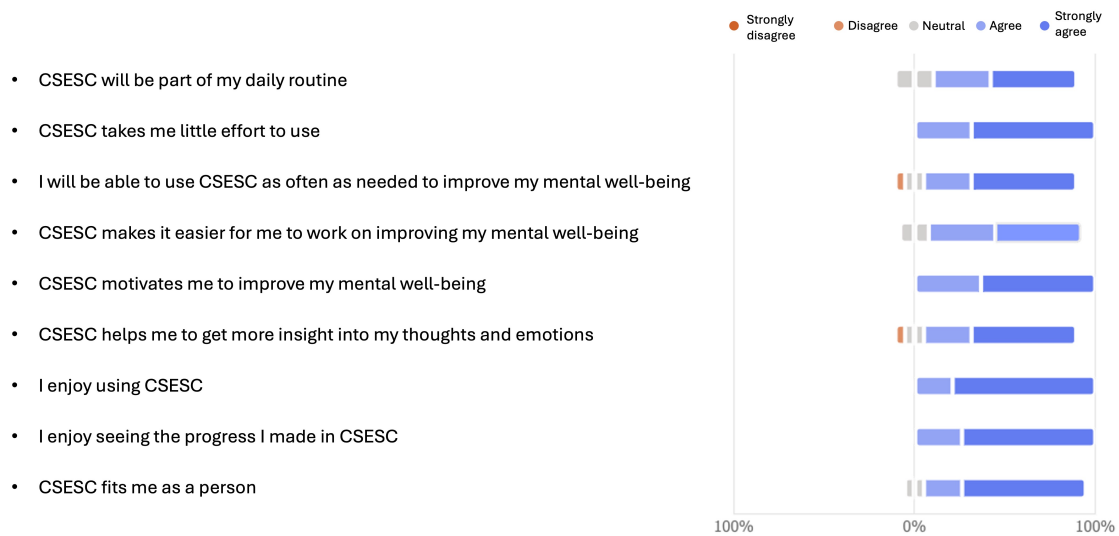 Strongly
disagree
Disagree
Neutral
Agree
Strongly
agree
• CSESC will be part of my daily routine
• CSESC takes me little effort to use
• I will be able to use CSESC as often as needed to improve my mental well-being
• CSESC makes it easier for me to work on improving my mental well-being
• CSESC motivates me to improve my mental well-being
• CSESC helps me to get more insight into my thoughts and emotions
• I enjoy using CSESC
• I enjoy seeing the progress I made in CSESC
• CSESC fits me as a person
100% 0% 100%